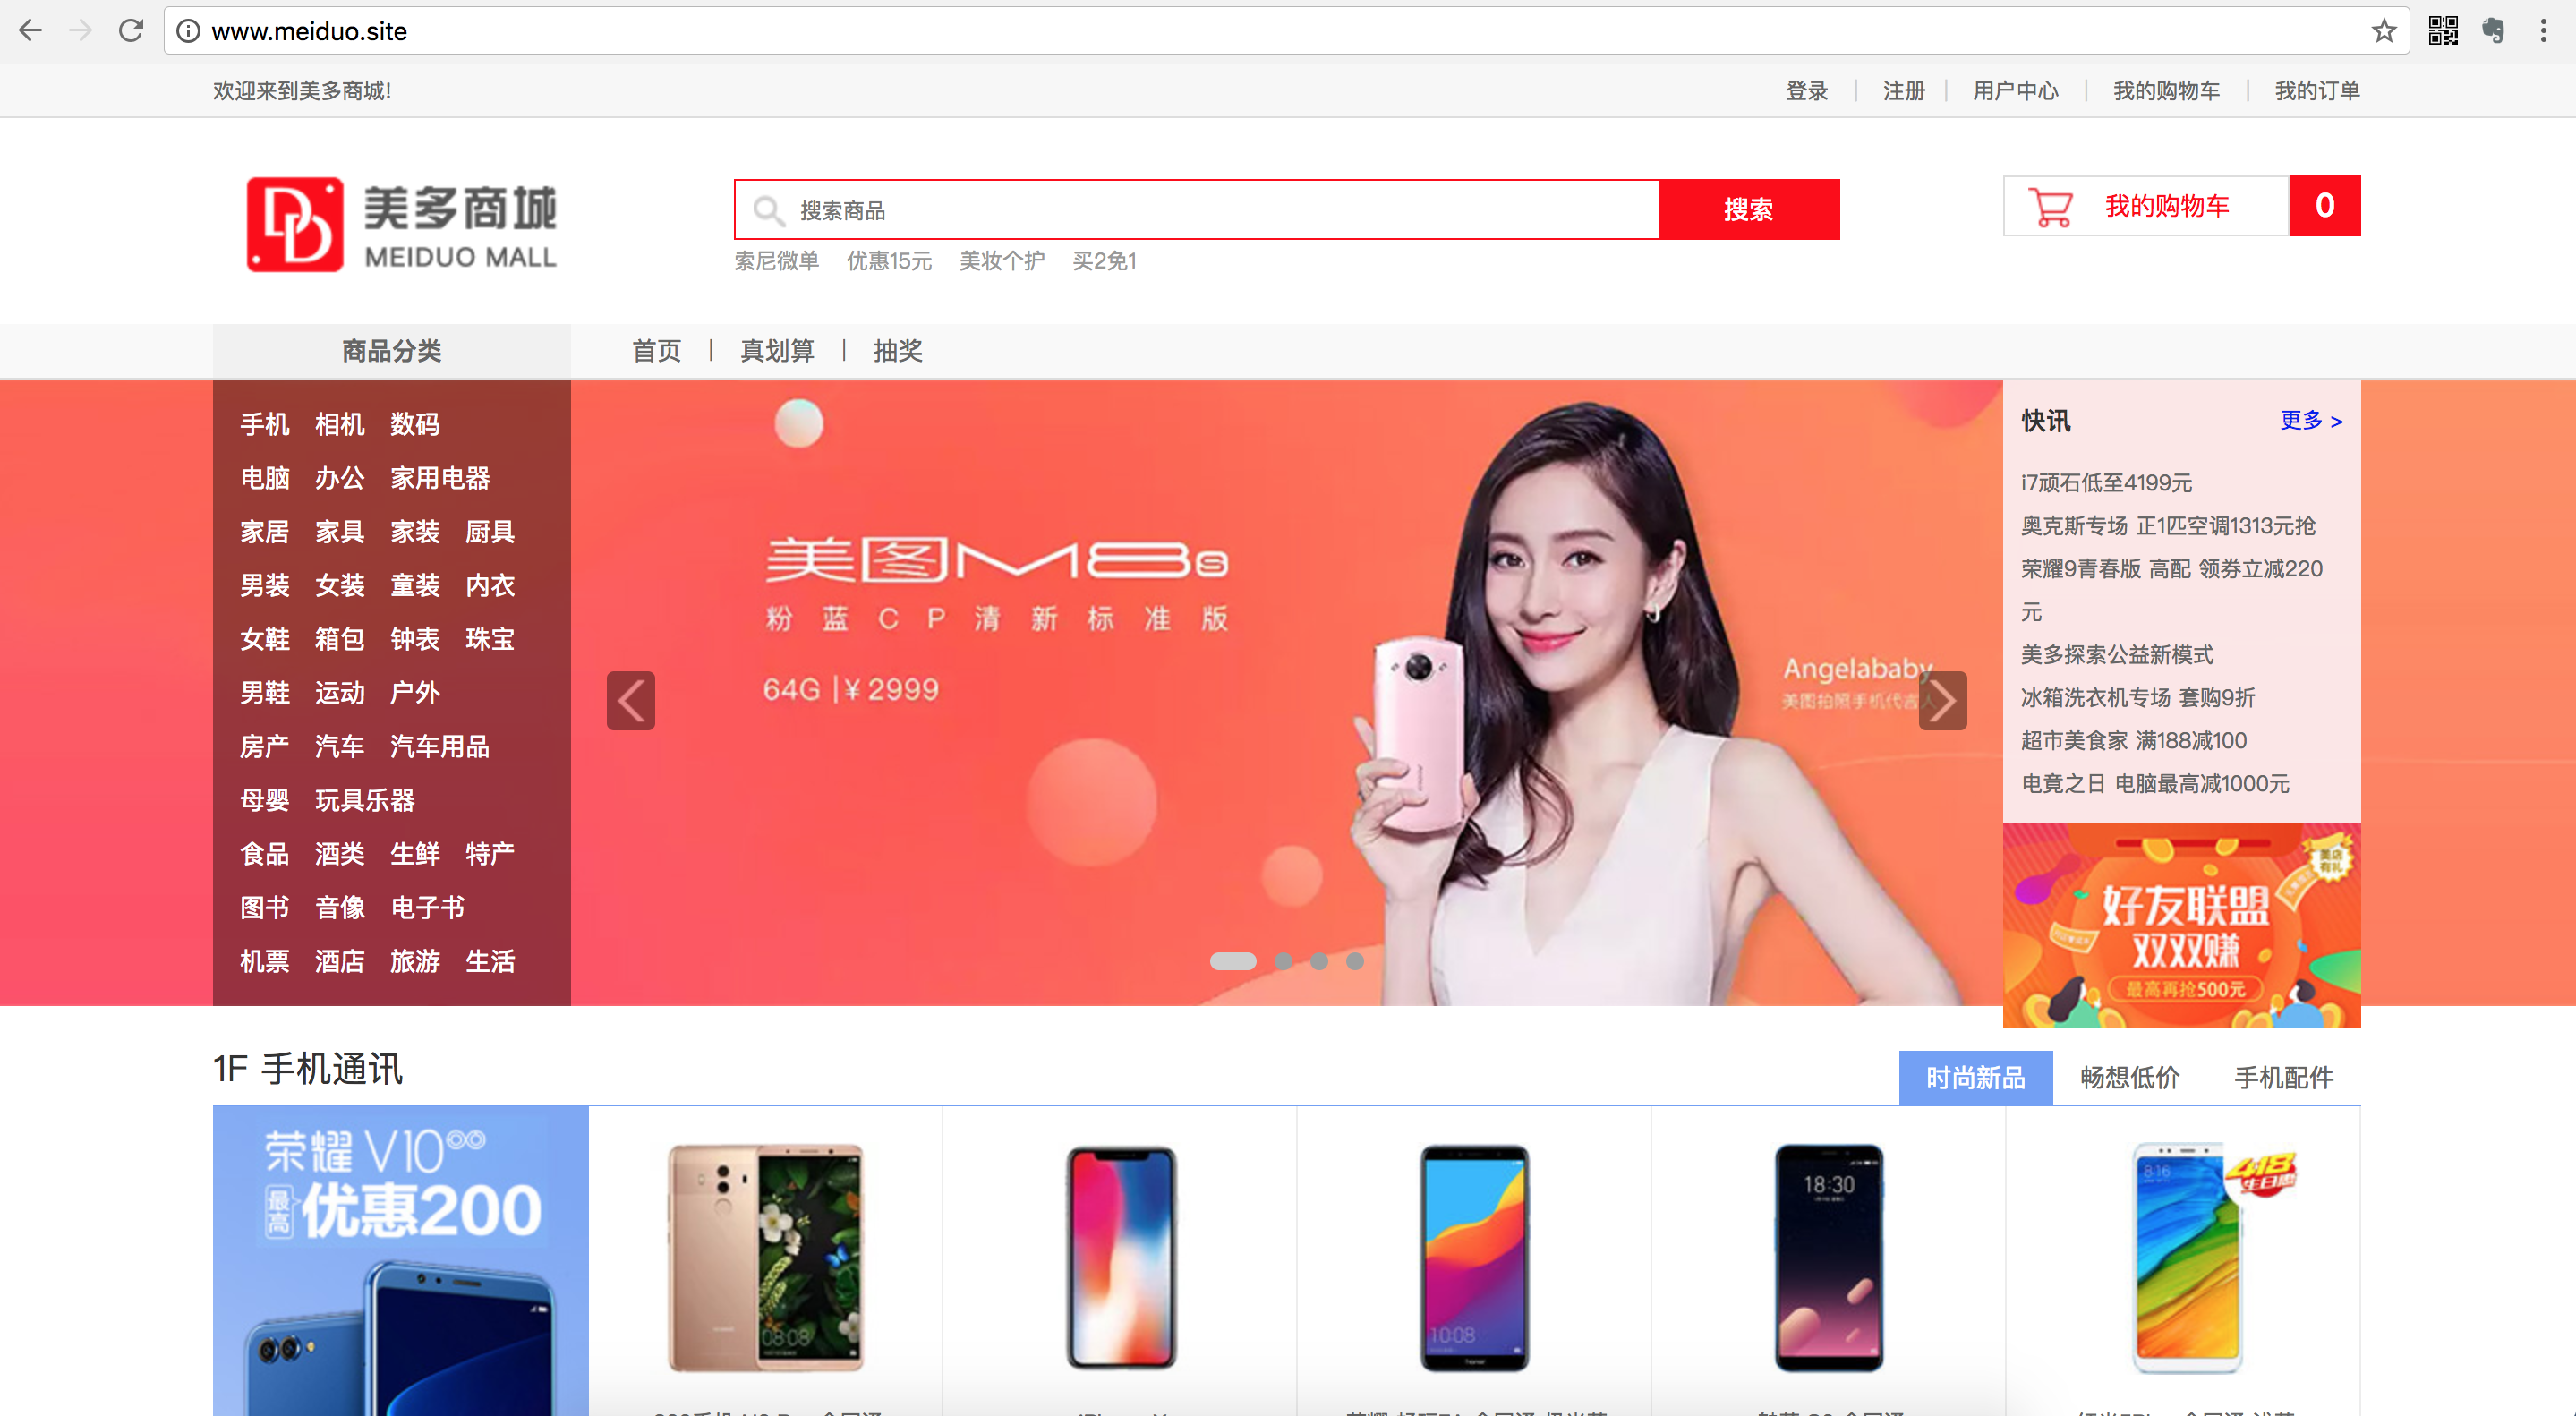 www.meiduo.site
欢迎来到美多商城!
登录 | 注册 | 用户中心 | 我的购物车 | 我的订单
美多商城
MEIDUO MALL
搜索商品
搜索
我的购物车 0
索尼微单 优惠15元 美妆个护 买2免1
商品分类
首页 | 真划算 | 抽奖
手机 相机 数码
电脑 办公 家用电器
家居 家具 家装 厨具
男装 女装 童装 内衣
女鞋 箱包 钟表 珠宝
男鞋 运动 户外
房产 汽车 汽车用品
母婴 玩具乐器
食品 酒类 生鲜 特产
图书 音像 电子书
机票 酒店 旅游 生活
美图M8s
粉蓝CP清新标准版
64G |¥ 2999
Angelababy
美图拍照手机代言人
快讯 更多 >
i7顽石低至4199元
奥克斯专场 正1匹空调1313元抢
荣耀9青春版 高配 领券立减220
元
美多探索公益新模式
冰箱洗衣机专场 套购9折
超市美食家 满188减100
电竞之日 电脑最高减1000元
好友联盟
双双赚
最高再抢500元
1F 手机通讯
时尚新品 畅想低价 手机配件
荣耀 V10
最高 优惠200
08:08
10:08
18:30
8:16
418
生日惠